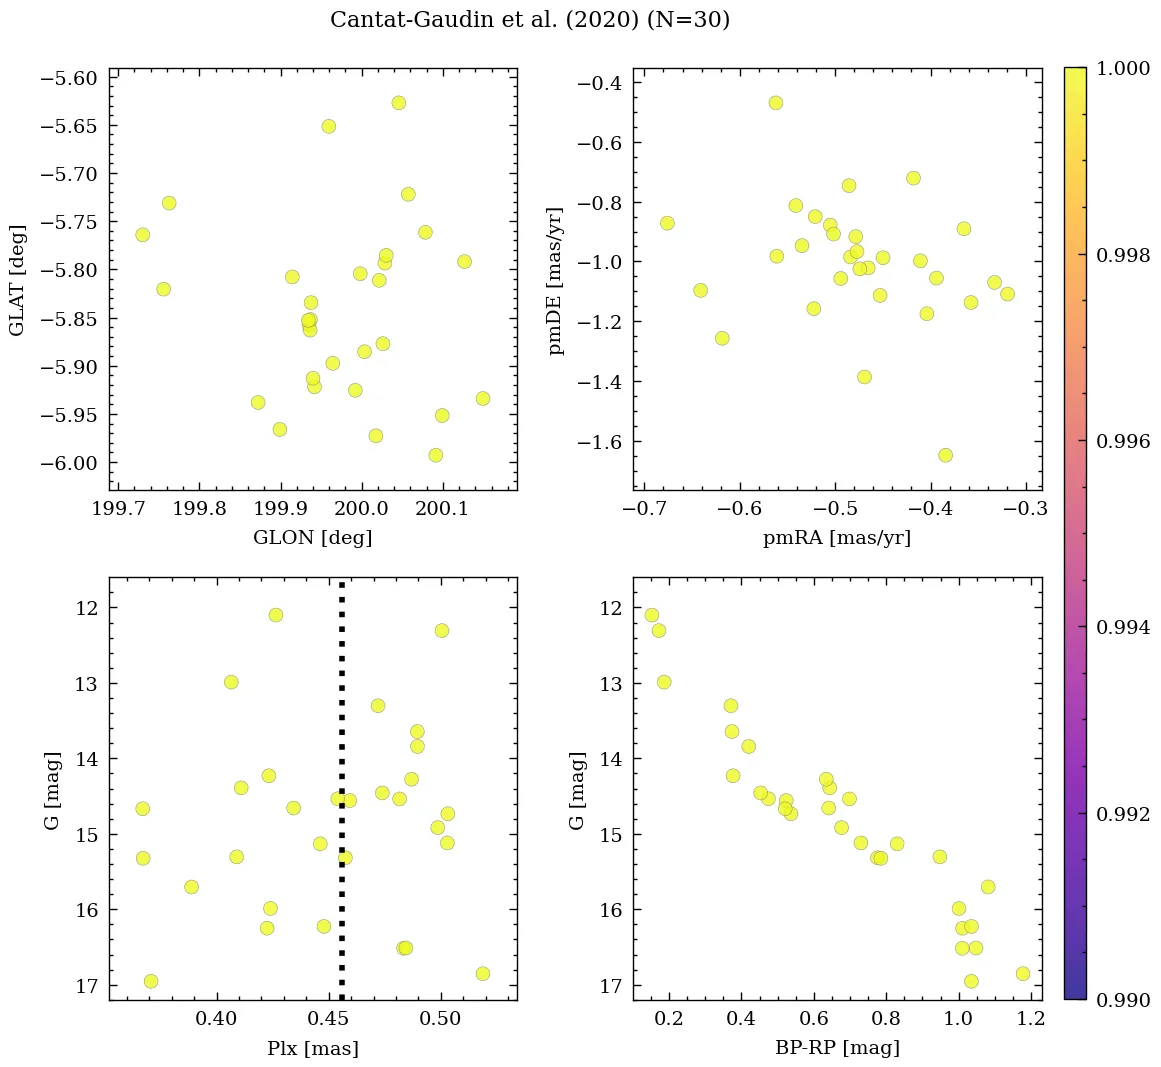 Cantat-Gaudin et al. (2020) (N=30)
−5.60
−5.65
−5.70
−5.75
−5.80
−5.85
−5.90
−5.95
−6.00
GLAT [deg]
199.7 199.8 199.9 200.0 200.1
GLON [deg]
−0.4
−0.6
−0.8
−1.0
−1.2
−1.4
−1.6
pmDE [mas/yr]
−0.7 −0.6 −0.5 −0.4 −0.3
pmRA [mas/yr]
12
13
14
15
16
17
G [mag]
0.40 0.45 0.50
Plx [mas]
12
13
14
15
16
17
G [mag]
0.2 0.4 0.6 0.8 1.0 1.2
BP-RP [mag]
1.000
0.998
0.996
0.994
0.992
0.990